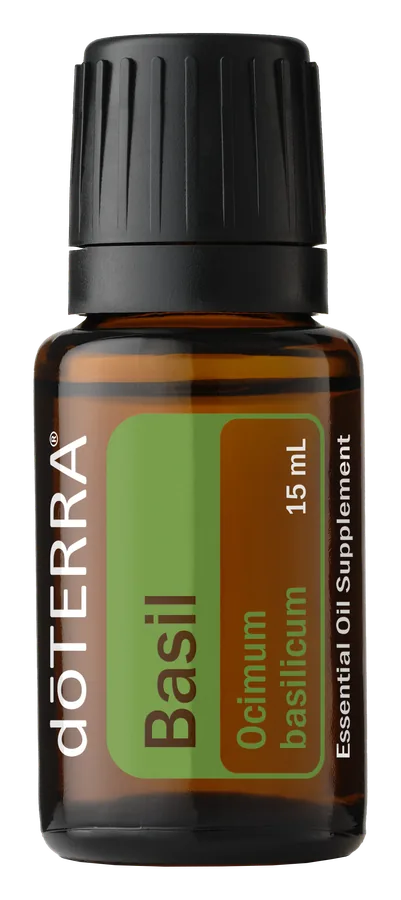 dōTERRA®
Basil
Ocimum
basilicum
15 mL
Essential Oil Supplement